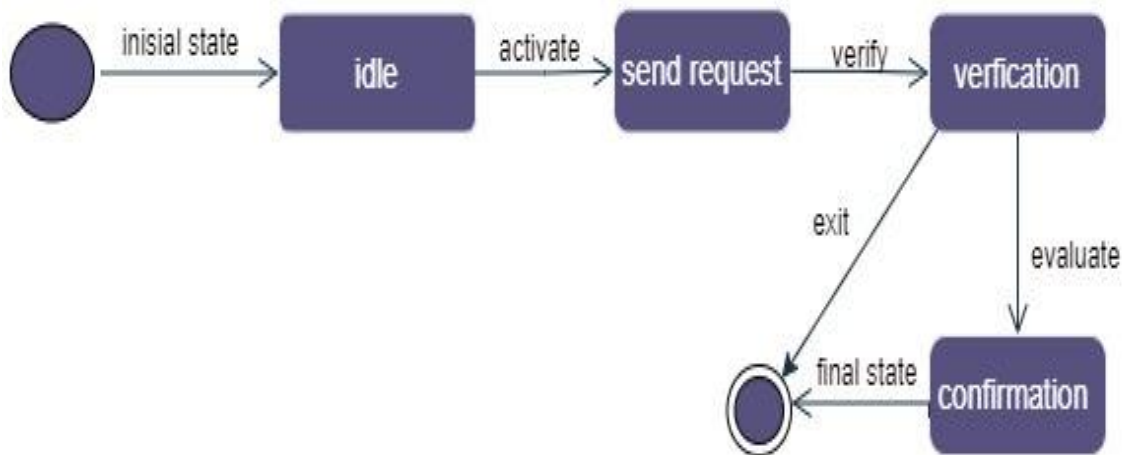 inisial state
idle
activate
send request
verify
verfication
exit
evaluate
final state
confirmation